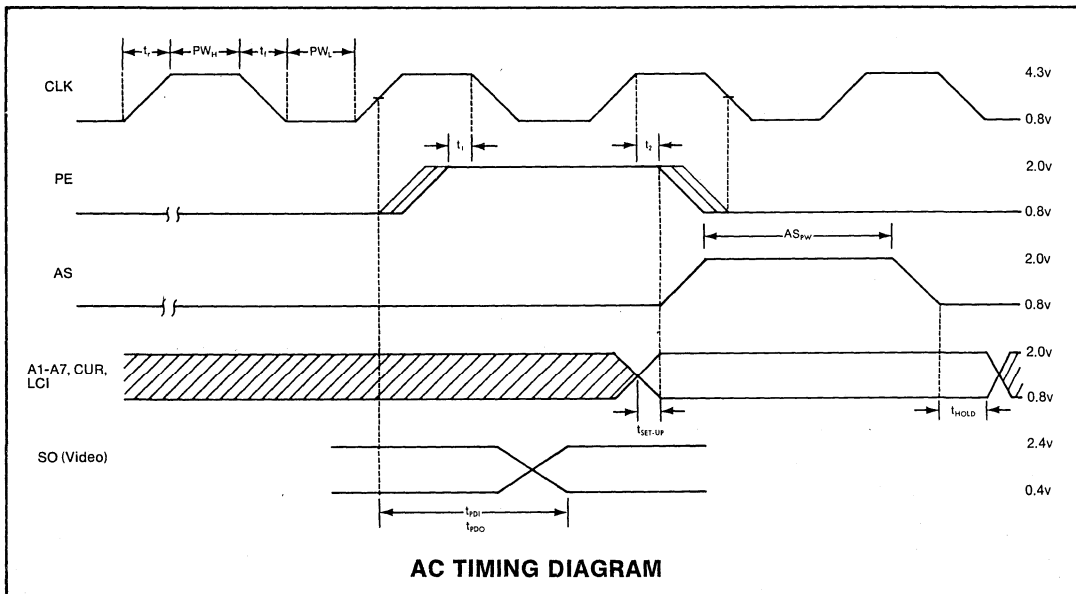 tr PWH tf PWL
CLK
4.3v
0.8v
t1 t2
PE
2.0v
0.8v
ASPW
AS
2.0v
0.8v
A1-A7, CUR,
LCI
2.0v
0.8v
tSET-UP
tHOLD
SO (Video)
2.4v
0.4v
tPDI
tPDO
AC TIMING DIAGRAM